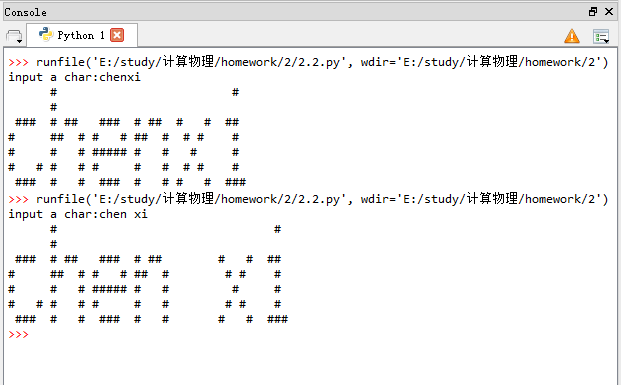 Console
Python 1
>>> runfile('E:/study/计算物理/homework/2/2.2.py', wdir='E:/study/计算物理/homework/2')
input a char:chenxi
      #                         #
      #
 ###  # ##   ###  # ##  #   #  ##
#     ##  # #   # ##  #  # #    #
#     #   # ##### #   #   #     #
#   # #   # #     #   #  # #    #
 ###  #   #  ###  #   # #   #  ###
>>> runfile('E:/study/计算物理/homework/2/2.2.py', wdir='E:/study/计算物理/homework/2')
input a char:chen xi
      #                               #
      #
 ###  # ##   ###  # ##        #   #  ##
#     ##  # #   # ##  #        # #    #
#     #   # ##### #   #         #     #
#   # #   # #     #   #        # #    #
 ###  #   #  ###  #   #       #   #  ###
>>>